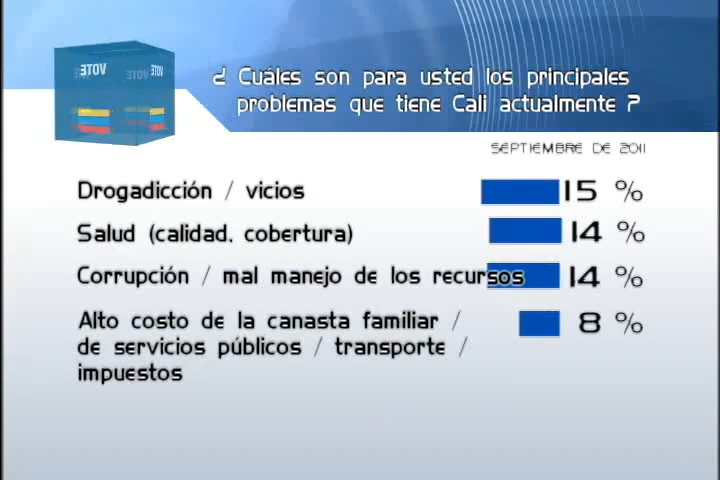 VOTE
VOTE
VOTE
¿ Cuáles son para usted los principales
problemas que tiene Cali actualmente ?
SEPTIEMBRE DE 2011
Drogadicción / vicios 15 %
Salud (calidad, cobertura) 14 %
Corrupción / mal manejo de los recursos 14 %
Alto costo de la canasta familiar / 8 %
de servicios públicos / transporte /
impuestos